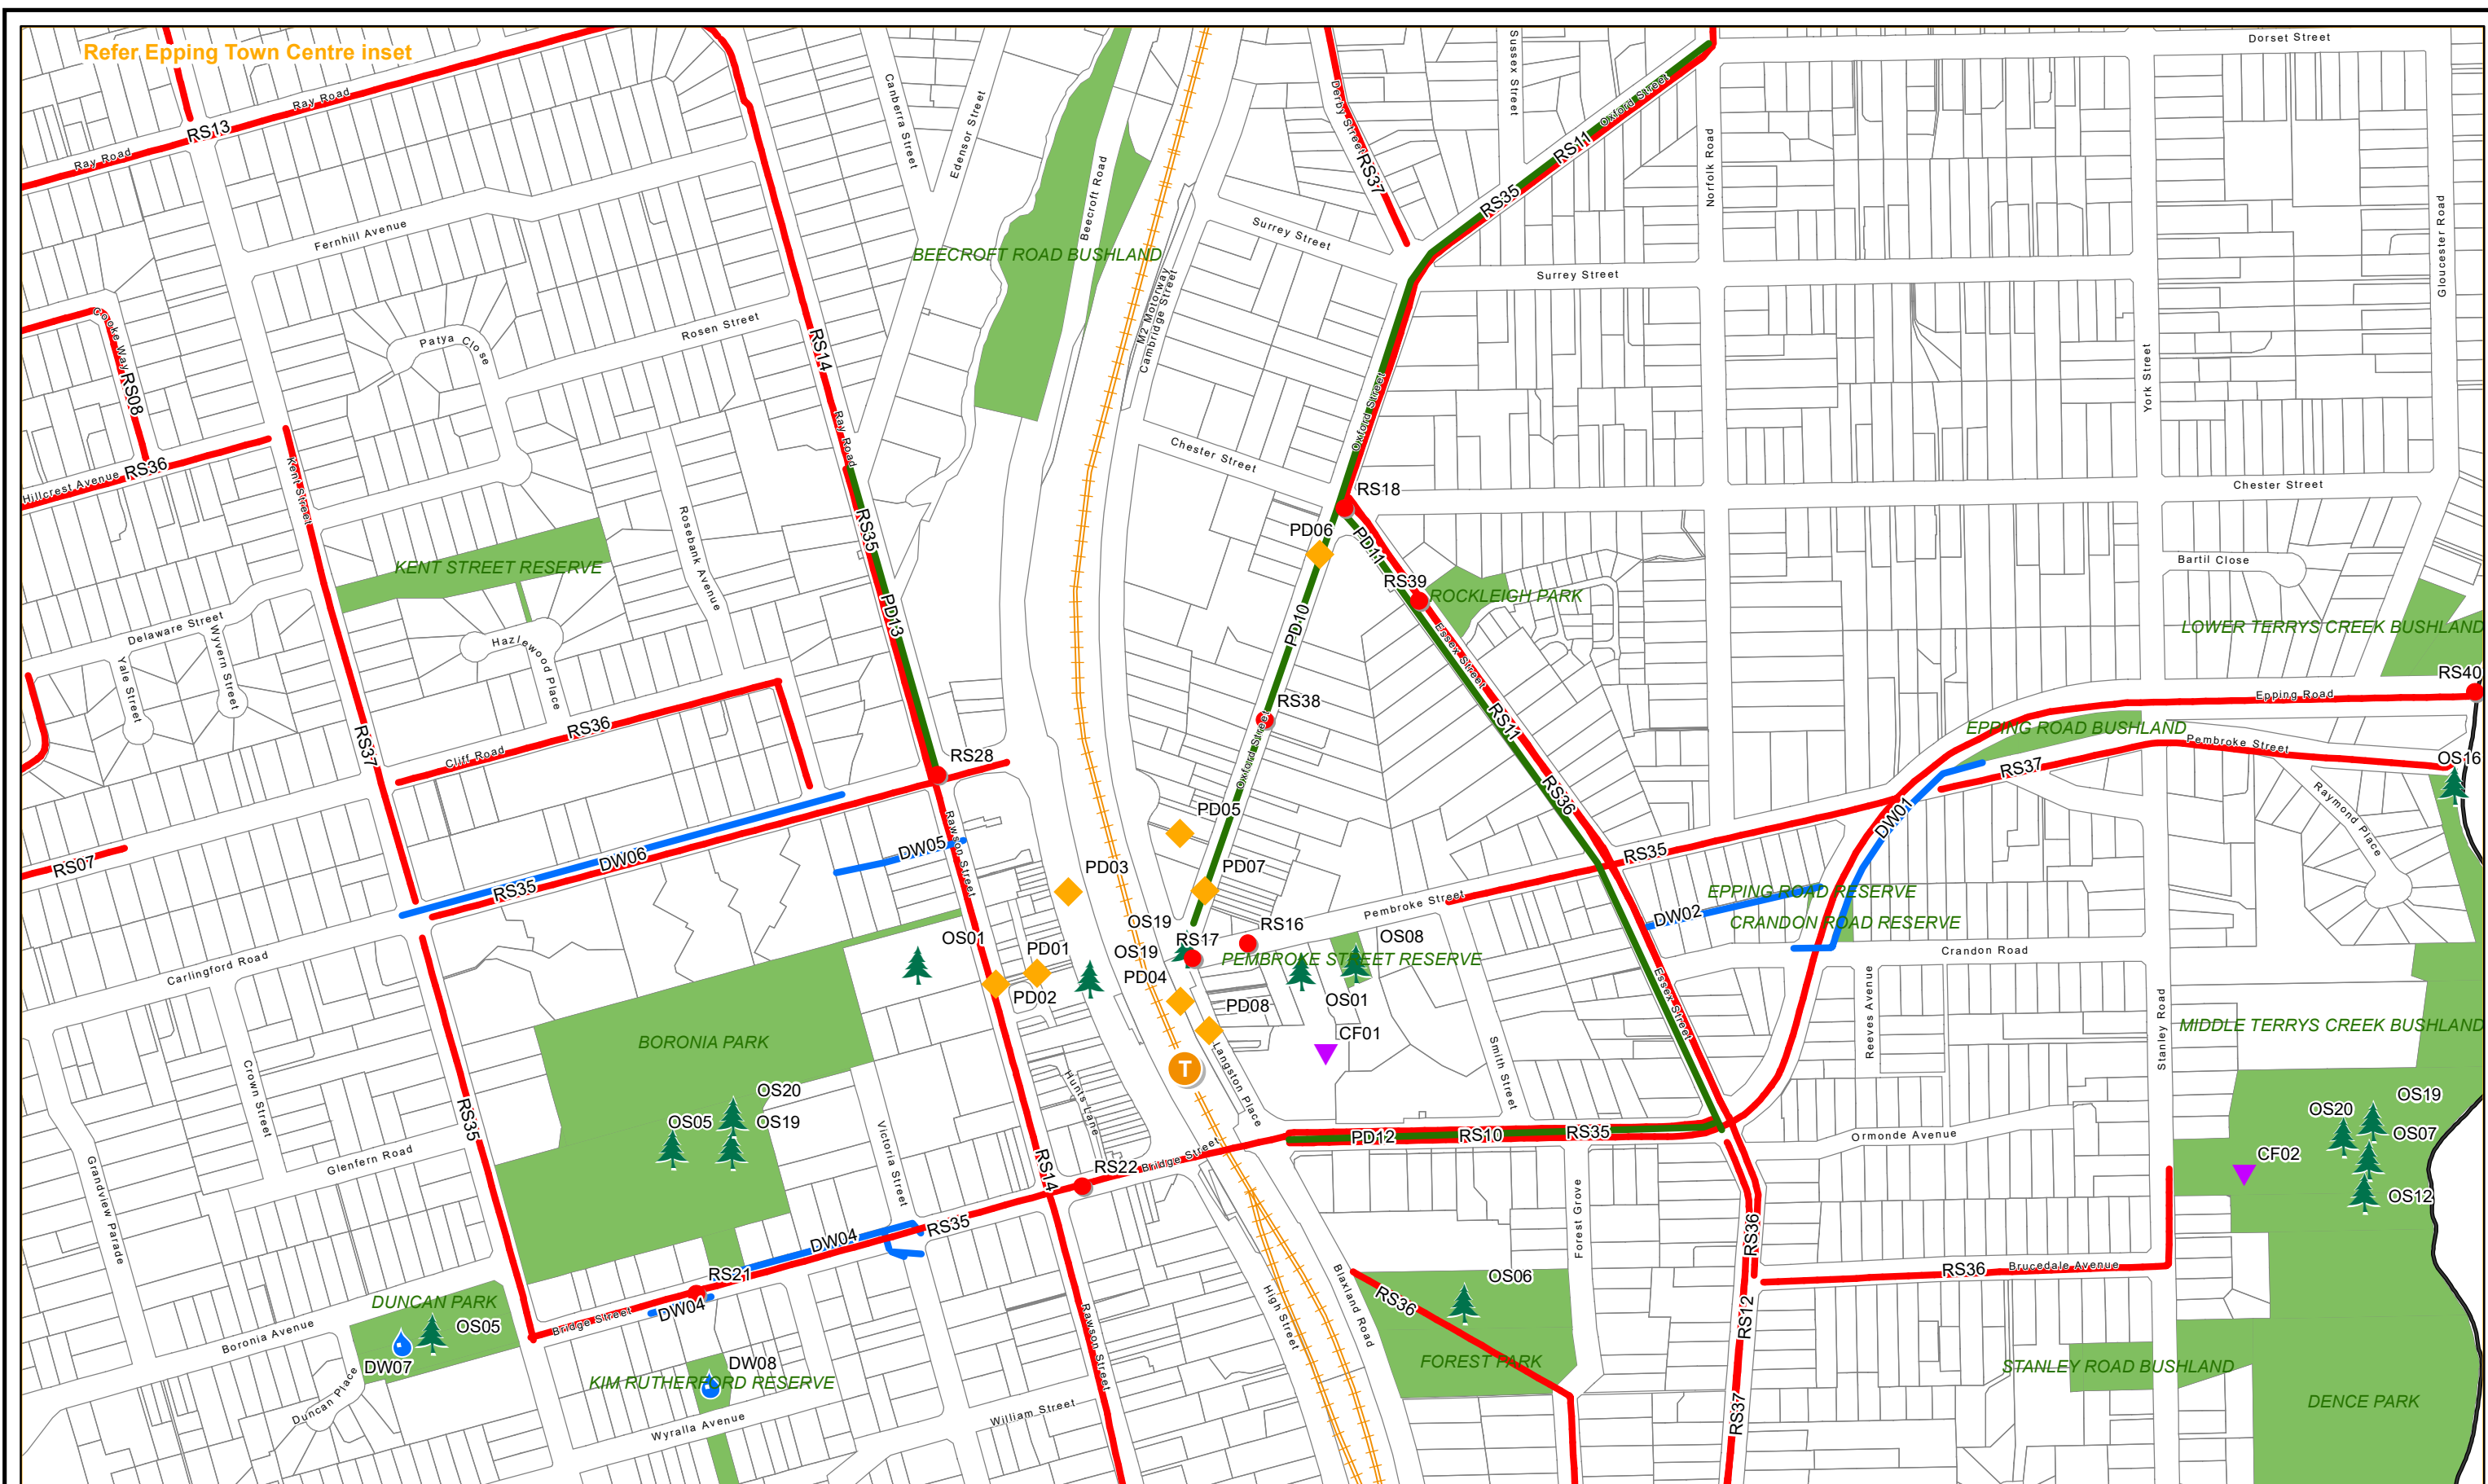 Refer Epping Town Centre inset
Dorset Street
Ray Road
RS13
Ray Road
Canberra Street
Edensor Street
Beecroft Road
Derby Street
RS37
Sussex Street
Oxford Street
RS11
RS35
Norfolk Road
Gloucester Road
Fernhill Avenue
BEECROFT ROAD BUSHLAND
Surrey Street
Surrey Street
M2 Motorway
Cambridge Street
Cooke Way
RS08
Patya Close
Rosen Street
RS14
Ray Road
York Street
Oxford Street
Hillcrest Avenue
RS36
Kent Street
Chester Street
Chester Street
RS18
RS35
Rosebank Avenue
PD06
PD11
KENT STREET RESERVE
Bartil Close
RS39
ROCKLEIGH PARK
PD13
PD10
Delaware Street
Wyvern Street
Yale Street
Hazlewood Place
Essex Street
LOWER TERRYS CREEK BUSHLAND
RS40
Epping Road
RS38
RS11
RS36
RS37
Cliff Road
EPPING ROAD BUSHLAND
Pembroke Street
RS28
Oxford Street
RS37
OS16
RS36
PD05
Raymond Place
DW01
Rawson Street
DW05
DW06
RS07
RS35
PD03
PD07
RS35
EPPING ROAD RESERVE
Pembroke Street
DW02
CRANDON ROAD RESERVE
OS19
RS16
OS01
PD01
RS17
OS08
OS19
PEMBROKE STREET RESERVE
Crandon Road
Carlingford Road
PD04
PD02
OS01
PD08
Essex Street
Reeves Avenue
Stanley Road
MIDDLE TERRYS CREEK BUSHLAND
CF01
BORONIA PARK
T
Langston Place
Smith Street
Crown Street
Hunts Lane
OS20
OS05
OS19
RS35
Victoria Street
OS19
OS20
OS07
PD12
RS10
RS35
Ormonde Avenue
Glenfern Road
Grandview Parade
RS14
RS22
Bridge Street
CF02
OS12
Forest Grove
RS36
RS35
DW04
RS21
DW04
Bridge Street
RS36
Brucedale Avenue
OS06
RS36
Blaxland Road
High Street
DUNCAN PARK
OS05
Boronia Avenue
DW07
RS12
Rawson Street
DW08
FOREST PARK
STANLEY ROAD BUSHLAND
KIM RUTHERFORD RESERVE
Duncan Place
William Street
Wyralla Avenue
RS37
DENCE PARK